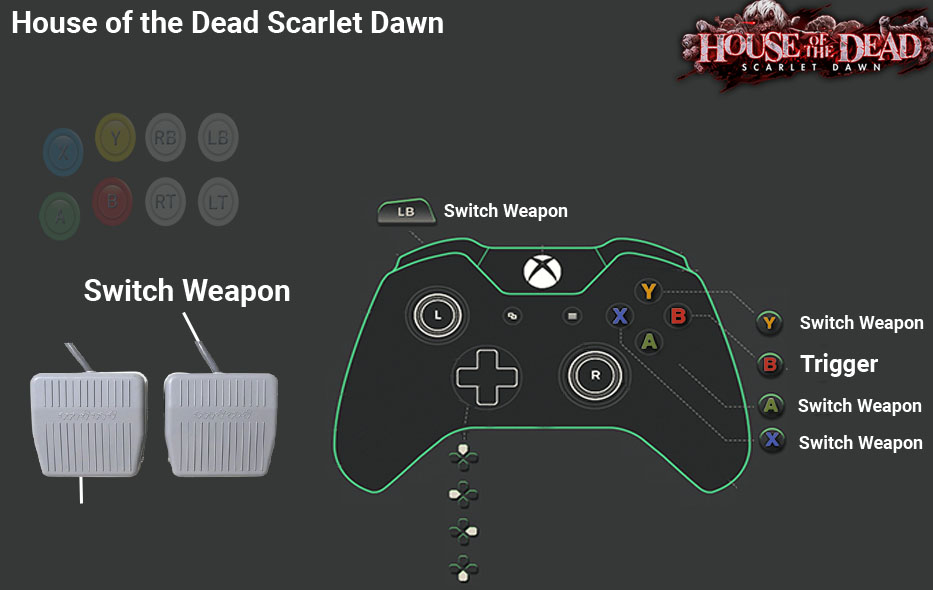 House of the Dead Scarlet Dawn
HOUSE OF THE DEAD
SCARLET DAWN
X Y RB LB
A B RT LT
LB Switch Weapon
Switch Weapon
L
Y
X B
A
R
Y Switch Weapon
B Trigger
A Switch Weapon
X Switch Weapon